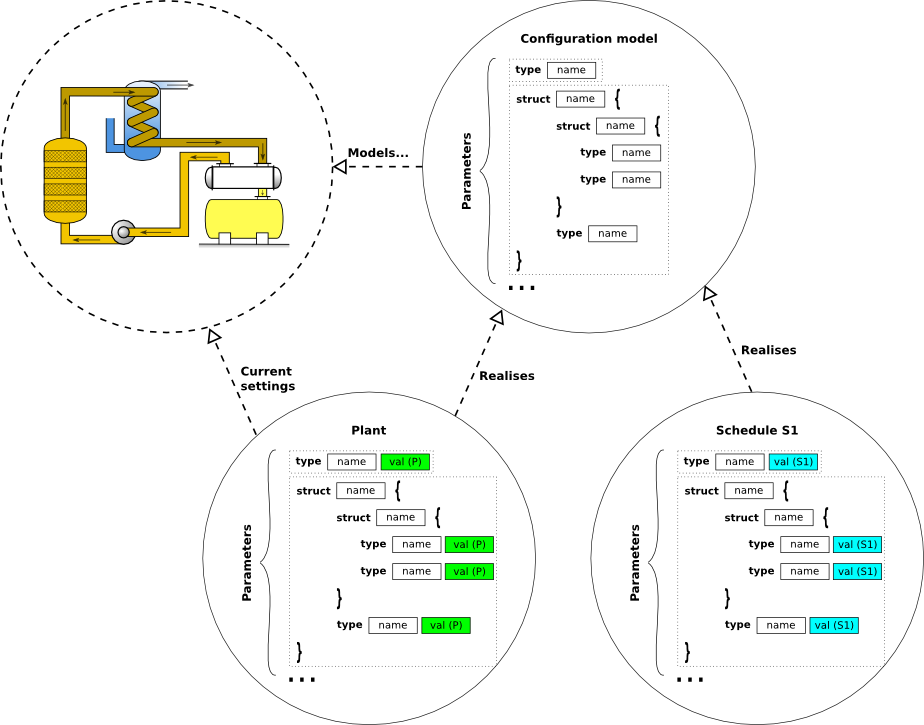 Configuration model
Parameters
type name
struct name {
struct name {
type name
type name
}
type name
}
...
Models...
Current
settings
Realises
Realises
Plant
Parameters
type name val (P)
struct name {
struct name {
type name val (P)
type name val (P)
}
type name val (P)
}
...
Schedule S1
Parameters
type name val (S1)
struct name {
struct name {
type name val (S1)
type name val (S1)
}
type name val (S1)
}
...